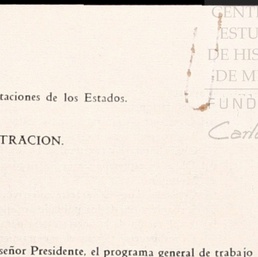 CENT
ESTU
DE HIS
DE M
FUND
Carl
taciones de los Estados.
TRACION.
señor Presidente, el programa general de trabajo